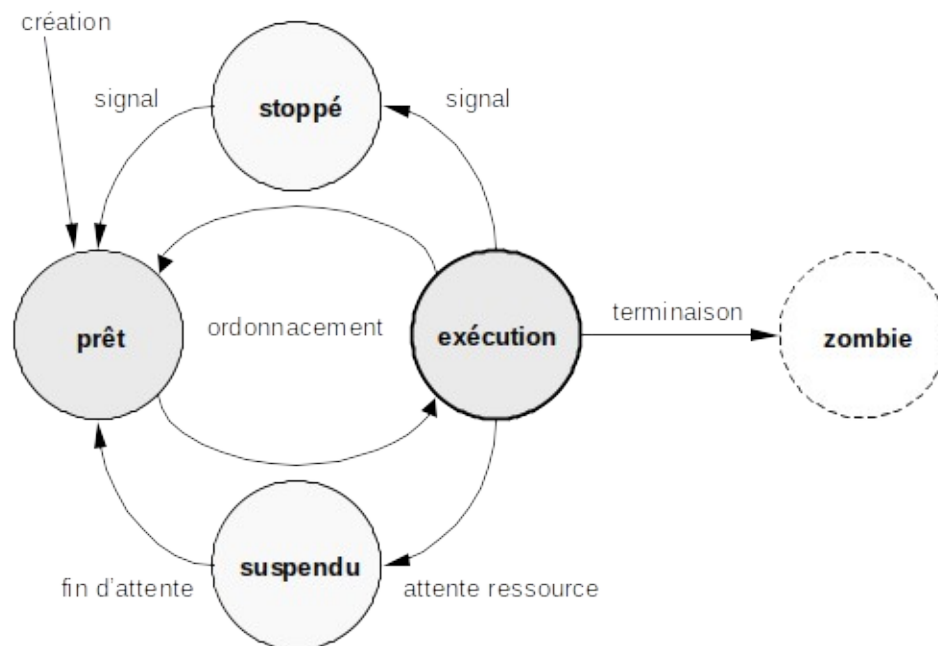 création
signal
signal
stoppé
prêt
ordonnacement
exécution
terminaison
zombie
suspendu
fin d'attente
attente ressource